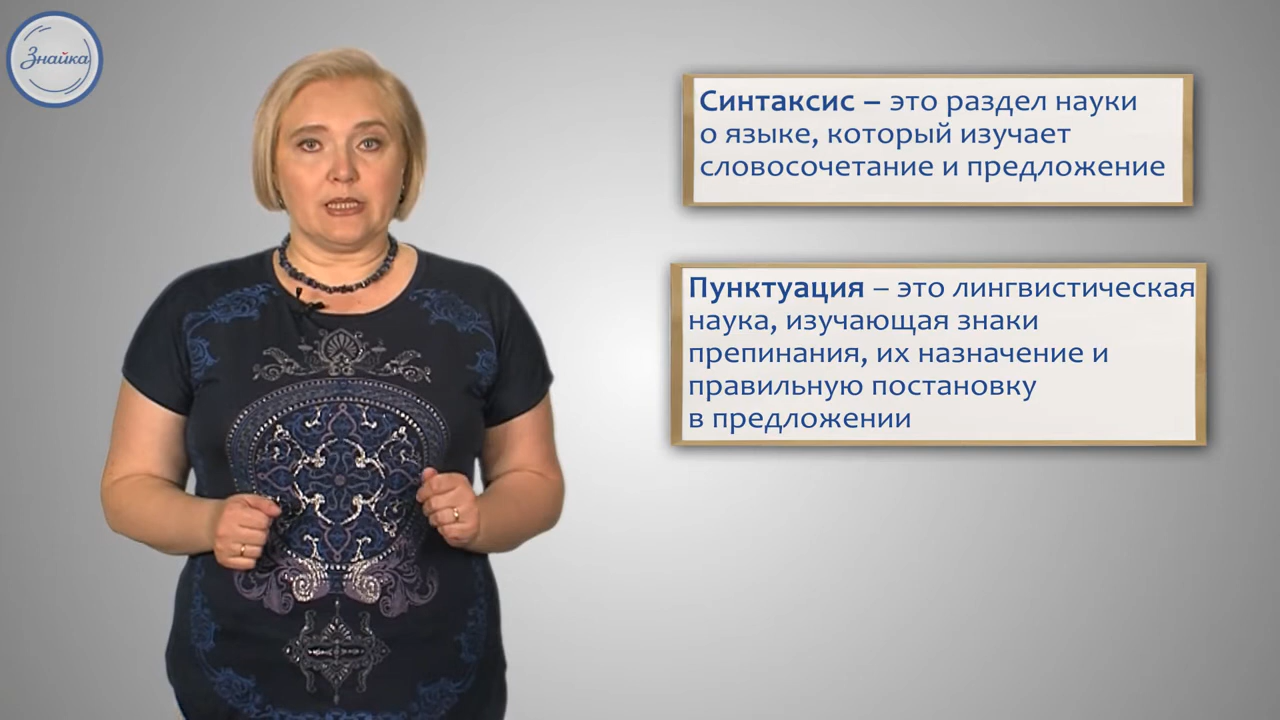 Знайка
Синтаксис – это раздел науки
о языке, который изучает
словосочетание и предложение
Пунктуация – это лингвистическая
наука, изучающая знаки
препинания, их назначение и
правильную постановку
в предложении